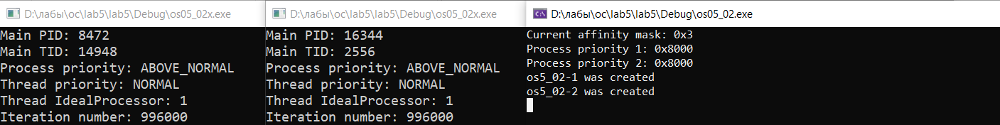 D:\лабы\ос\lab5\lab5\Debug\os05_02x.exe
Main PID: 8472
Main TID: 14948
Process priority: ABOVE_NORMAL
Thread priority: NORMAL
Thread IdealProcessor: 1
Iteration number: 996000
D:\лабы\ос\lab5\lab5\Debug\os05_02x.exe
Main PID: 16344
Main TID: 2556
Process priority: ABOVE_NORMAL
Thread priority: NORMAL
Thread IdealProcessor: 1
Iteration number: 996000
D:\лабы\ос\lab5\lab5\Debug\os05_02.exe
Current affinity mask: 0x3
Process priority 1: 0x8000
Process priority 2: 0x8000
os5_02-1 was created
os5_02-2 was created